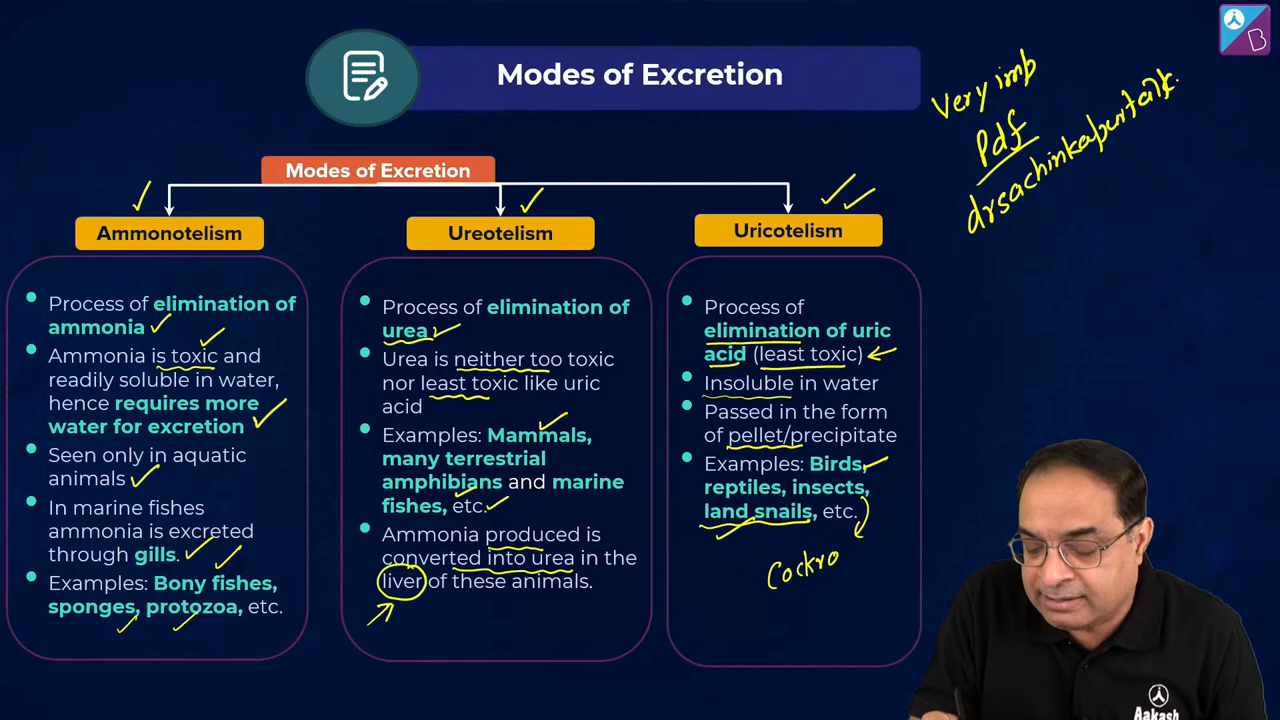 Modes of Excretion
Very imp
Pdf
drsachinkapurtalk.
Modes of Excretion
Ammonotelism
Process of elimination of
ammonia
Ammonia is toxic and
readily soluble in water,
hence requires more
water for excretion
Seen only in aquatic
animals
In marine fishes
ammonia is excreted
through gills.
Examples: Bony fishes,
sponges, protozoa, etc.
Ureotelism
Process of elimination of
urea
Urea is neither too toxic
nor least toxic like uric
acid
Examples: Mammals,
many terrestrial
amphibians and marine
fishes, etc.
Ammonia produced is
converted into urea in the
liver of these animals.
Uricotelism
Process of
elimination of uric
acid (least toxic)
Insoluble in water
Passed in the form
of pellet/precipitate
Examples: Birds,
reptiles, insects,
land snails, etc.
Cockro
Aakash
B